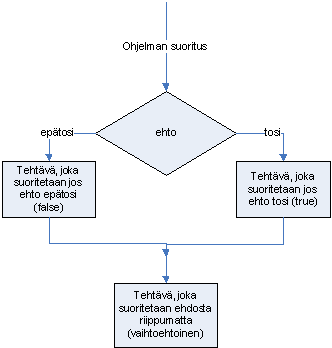 Ohjelman suoritus
epätosi
ehto
tosi
Tehtävä, joka
suoritetaan jos
ehto epätosi
(false)
Tehtävä, joka
suoritetaan jos
ehto tosi (true)
Tehtävä, joka
suoritetaan ehdosta
riippumatta
(vaihtoehtoinen)